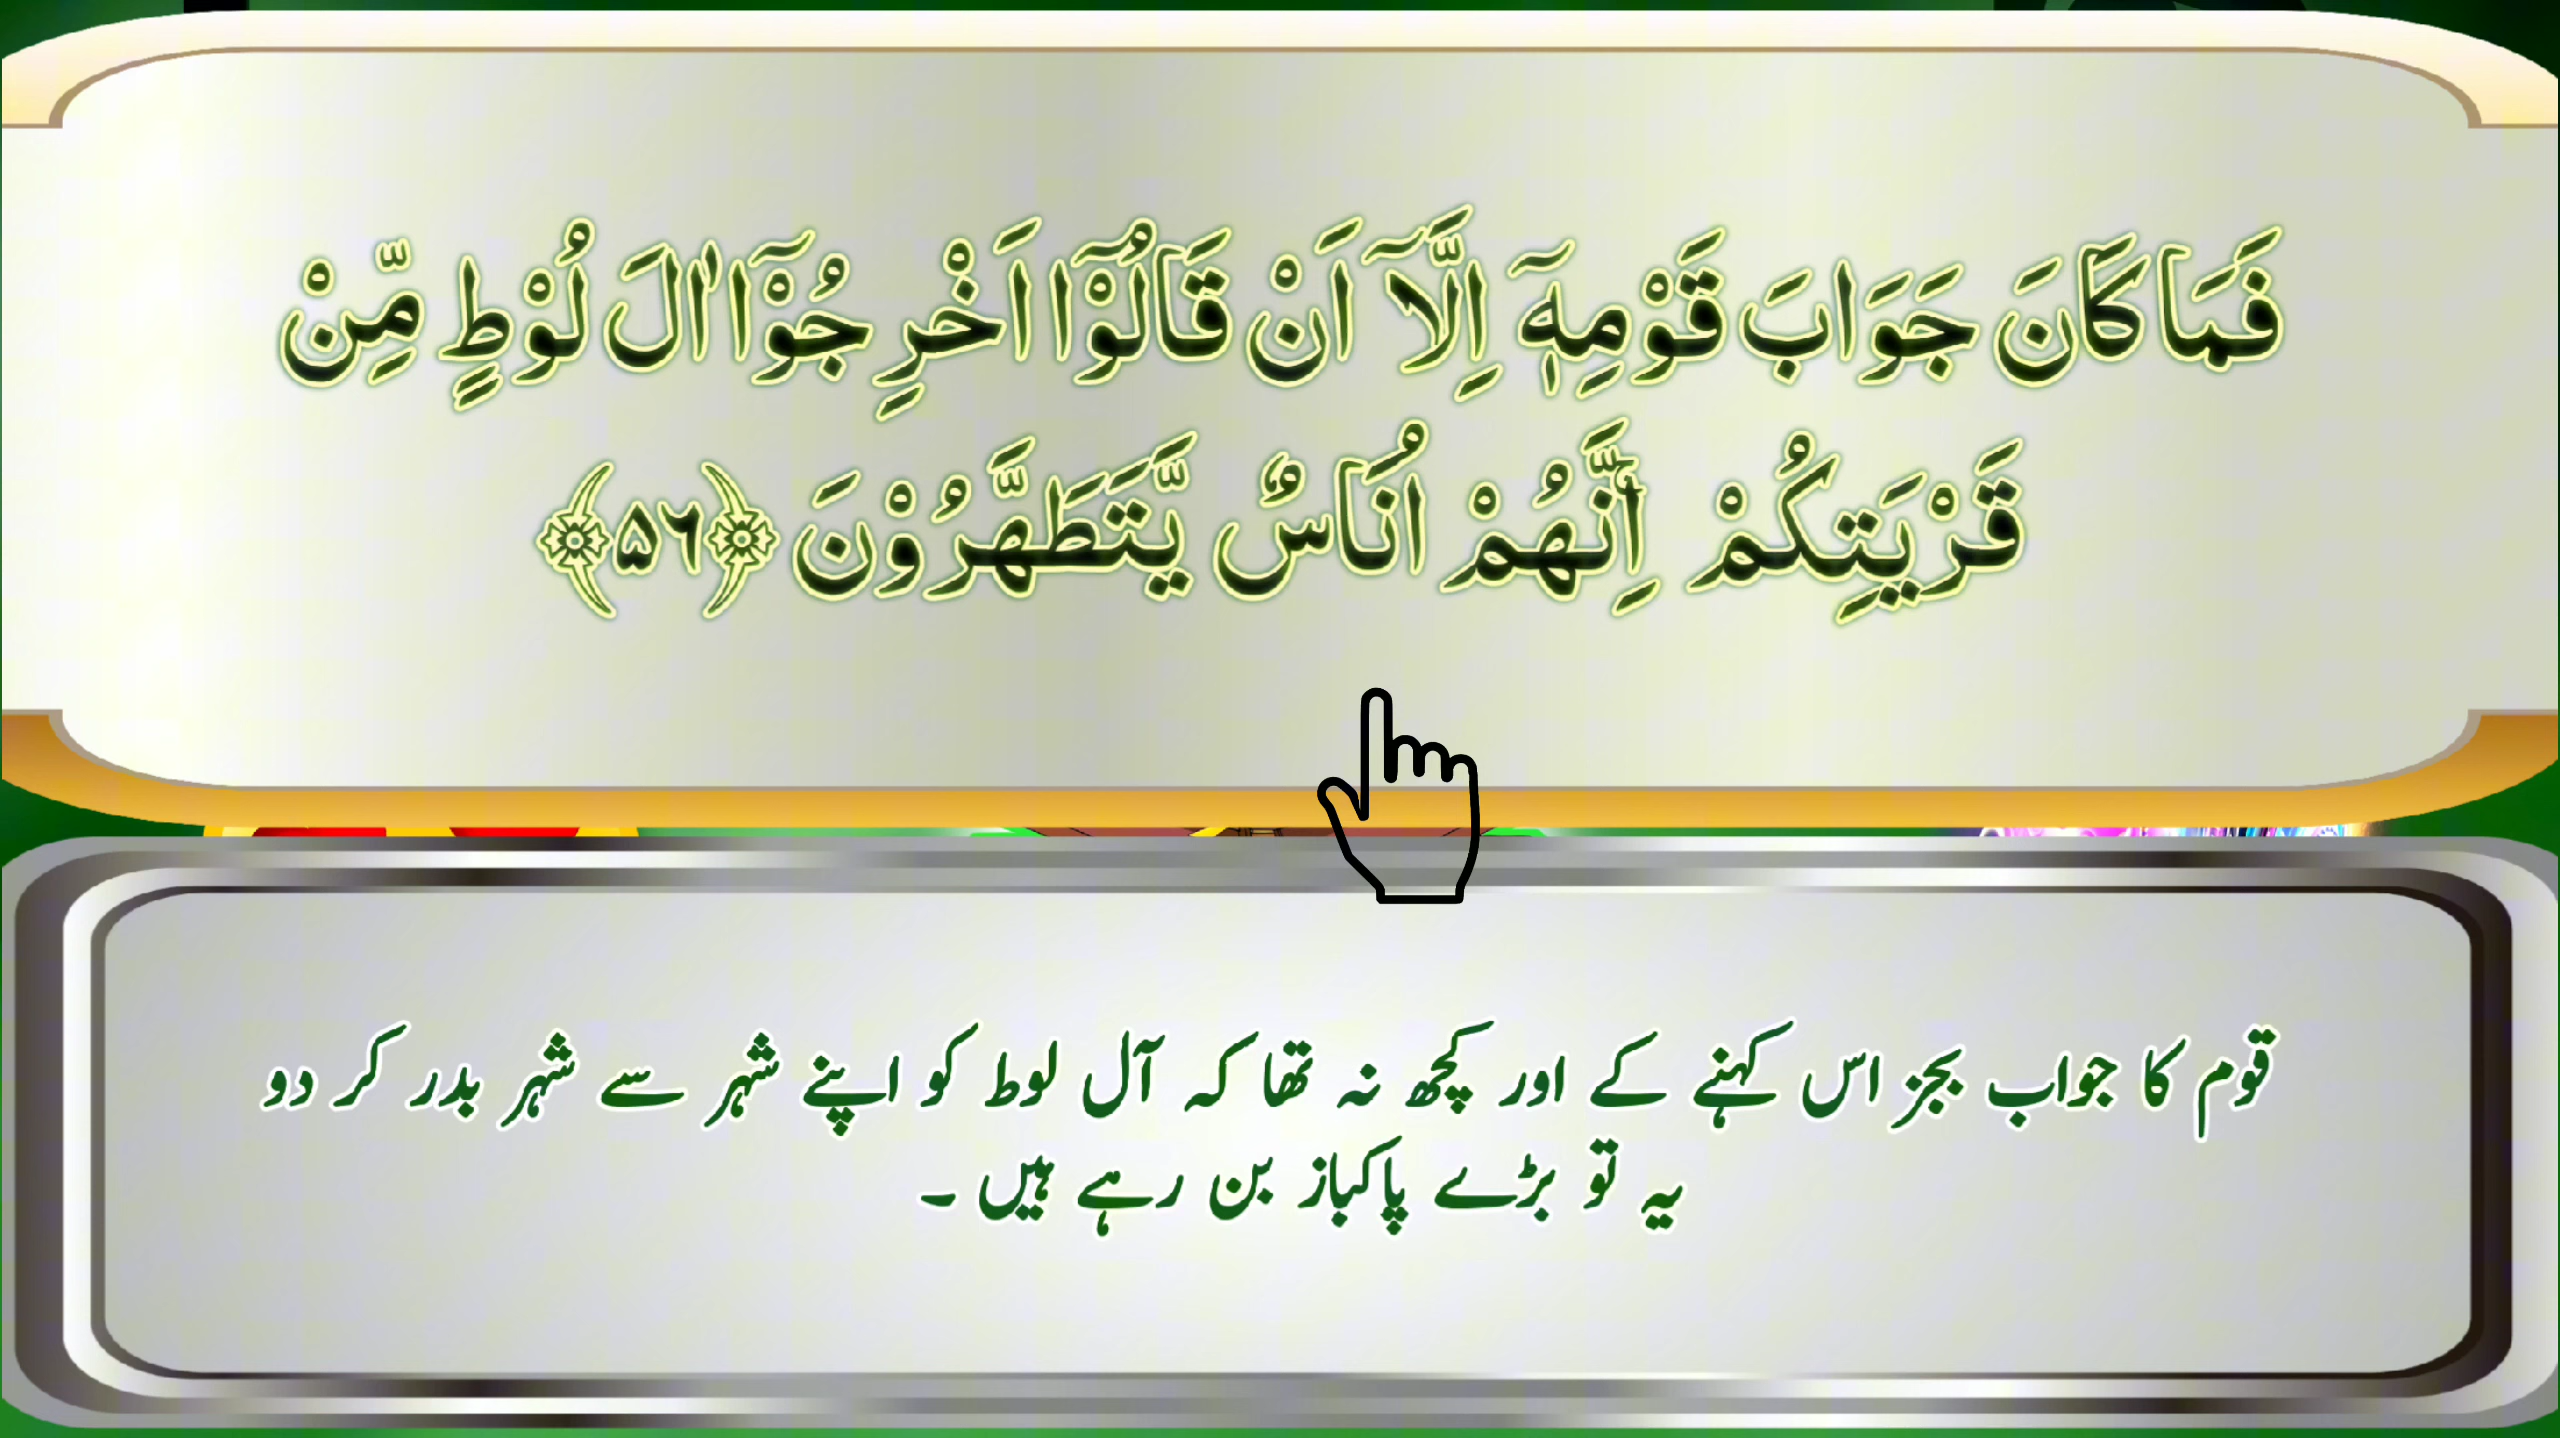 فَمَا كَانَ جَوَابَ قَوْمِهٖۤ اِلَّاۤ اَنْ قَالُوْۤا اَخْرِ جُوْۤا اٰلَ لُوْطٍ مِّنْ
قَرْیَتِكُمْ اِنَّهُمْ اُنَاسٌ یَّتَطَهَّرُوْنَ ﴿۵۶﴾
قوم کا جواب بجز اس کہنے کے اور کچھ نہ تھا کہ آل لوط کو اپنے شہر سے شہر بدر کر دو
یہ تو بڑے پاکباز بن رہے ہیں ۔